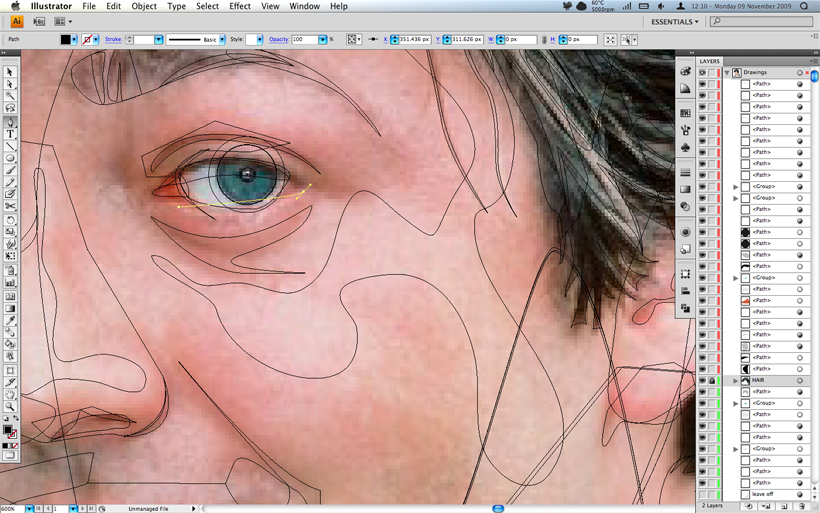 Illustrator File Edit Object Type Select Effect View Window Help 60°C 5000rpm 12:10 - Monday 09 November 2009
Ai Br ESSENTIALS
Path Stroke: Basic Style: Opacity: 100 % X: 351.436 px Y: 311.626 px W: 0 px H: 0 px
LAYERS
Drawings
<Path>
<Path>
<Path>
<Path>
<Path>
<Path>
<Path>
<Path>
<Path>
<Group>
<Group>
<Path>
<Path>
<Path>
<Path>
<Path>
<Path>
<Group>
<Path>
<Path>
<Path>
<Path>
<Path>
<Path>
<Path>
<Path>
HAIR
<Path>
<Group>
<Path>
<Path>
<Path>
<Group>
<Path>
<Path>
<Path>
leave off
600% 1 Unmanaged File 2 Layers